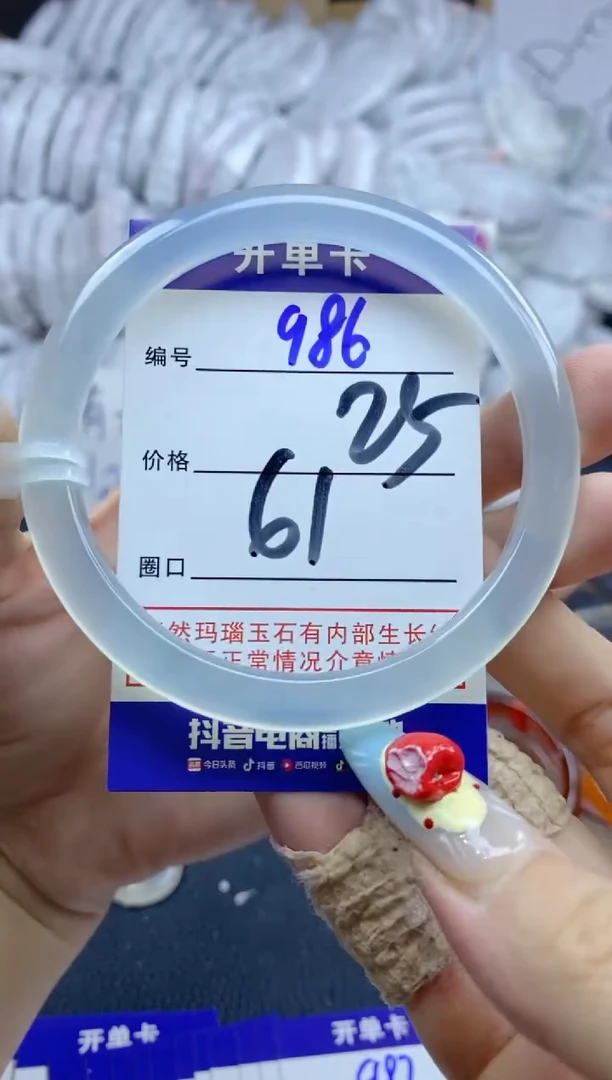 开单卡
编号 986
25
价格
61
圈口
然玛瑙玉石有内部生长
正常情况介意
抖音电商
今日头条 抖音 西瓜视频
开单卡
开单卡
987